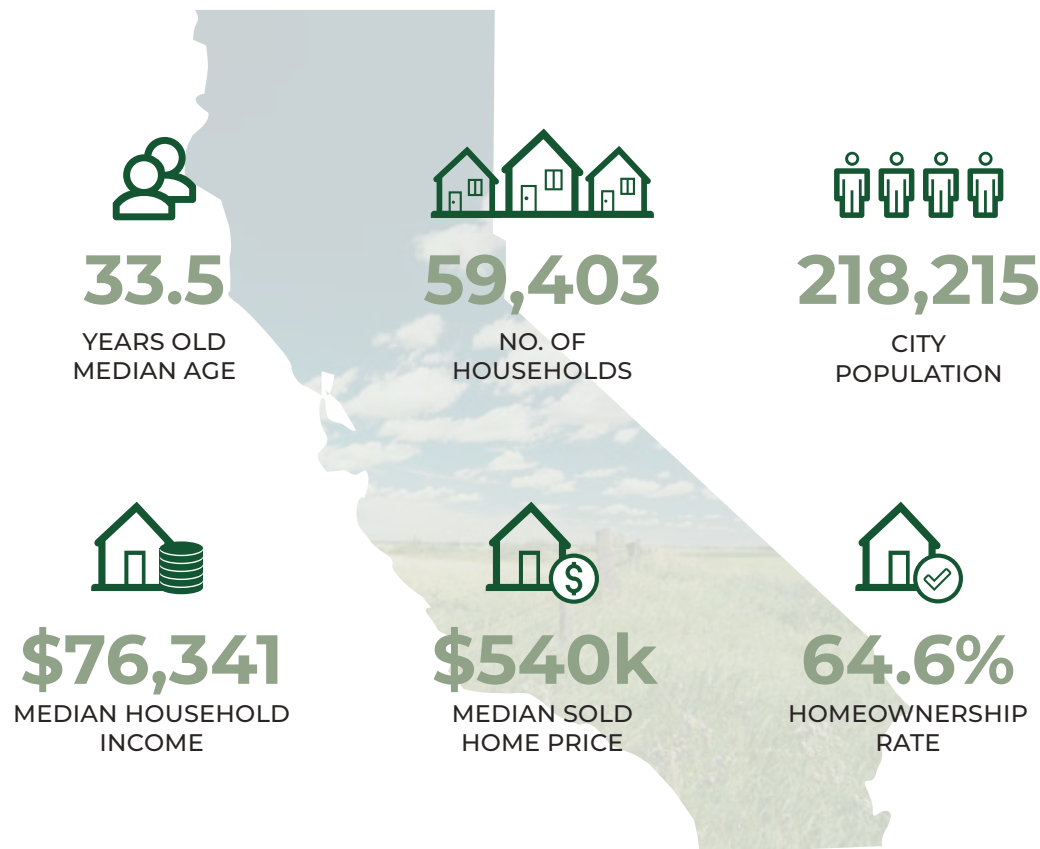 33.5
YEARS OLD
MEDIAN AGE
59,403
NO. OF
HOUSEHOLDS
218,215
CITY
POPULATION
$76,341
MEDIAN HOUSEHOLD
INCOME
$540k
MEDIAN SOLD
HOME PRICE
64.6%
HOMEOWNERSHIP
RATE